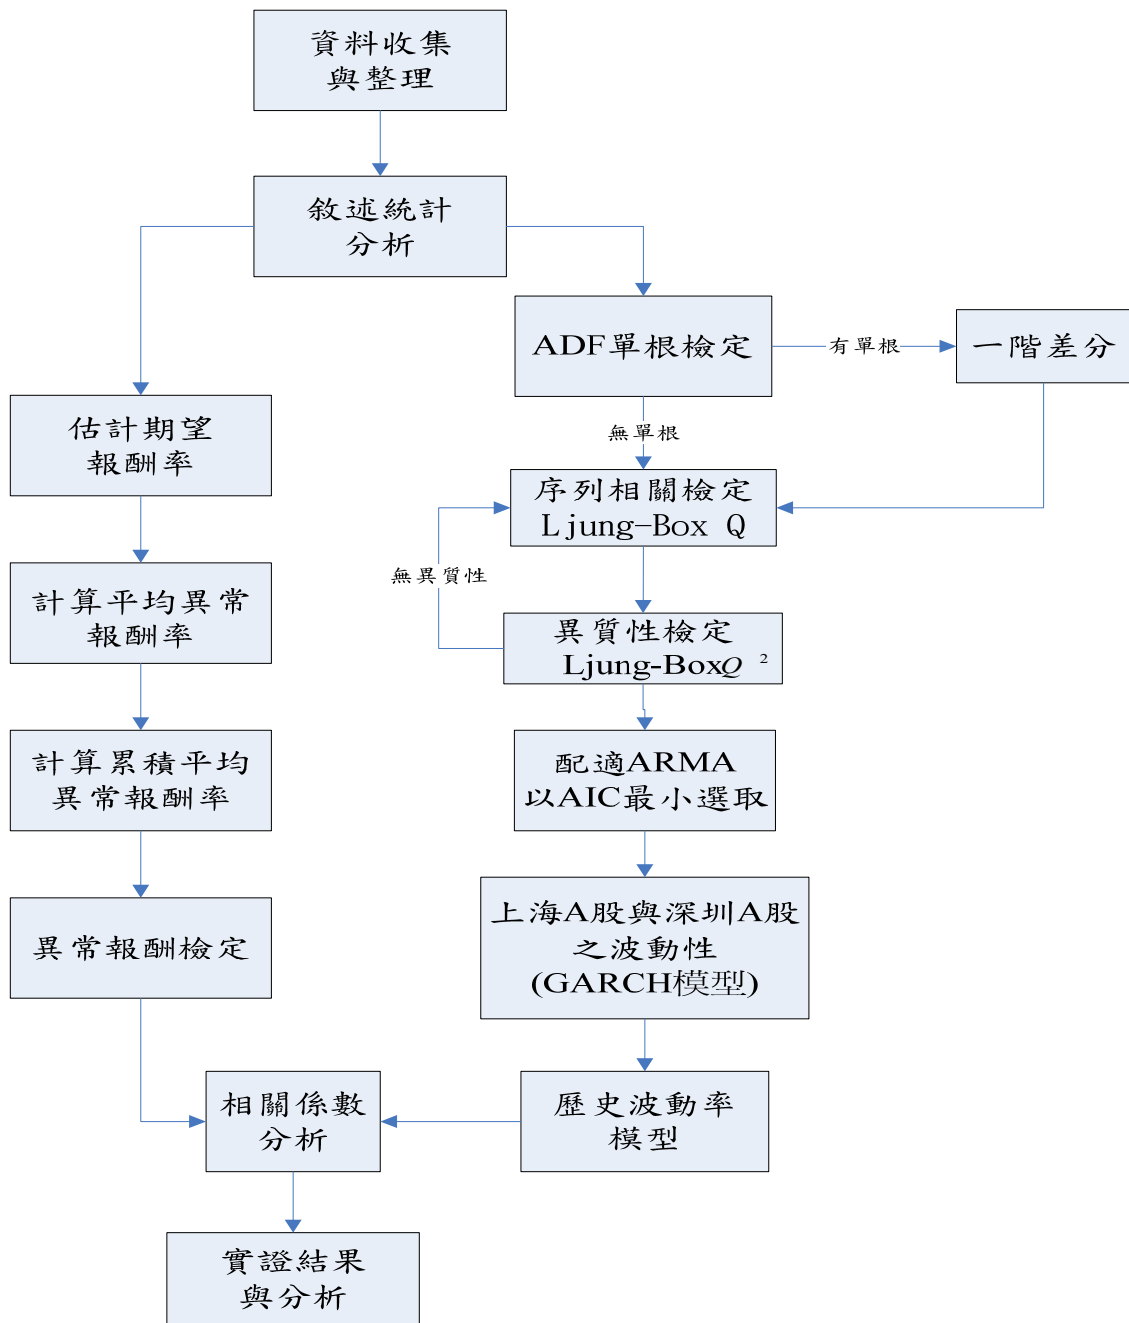 資料收集
與整理
敘述統計
分析
ADF單根檢定
有單根
一階差分
無單根
估計期望
報酬率
序列相關檢定
Ljung-Box Q
無異質性
計算平均異常
報酬率
異質性檢定
Ljung-BoxQ ²
計算累積平均
異常報酬率
配適ARMA
以AIC最小選取
異常報酬檢定
上海A股與深圳A股
之波動性
(GARCH模型)
相關係數
分析
歷史波動率
模型
實證結果
與分析